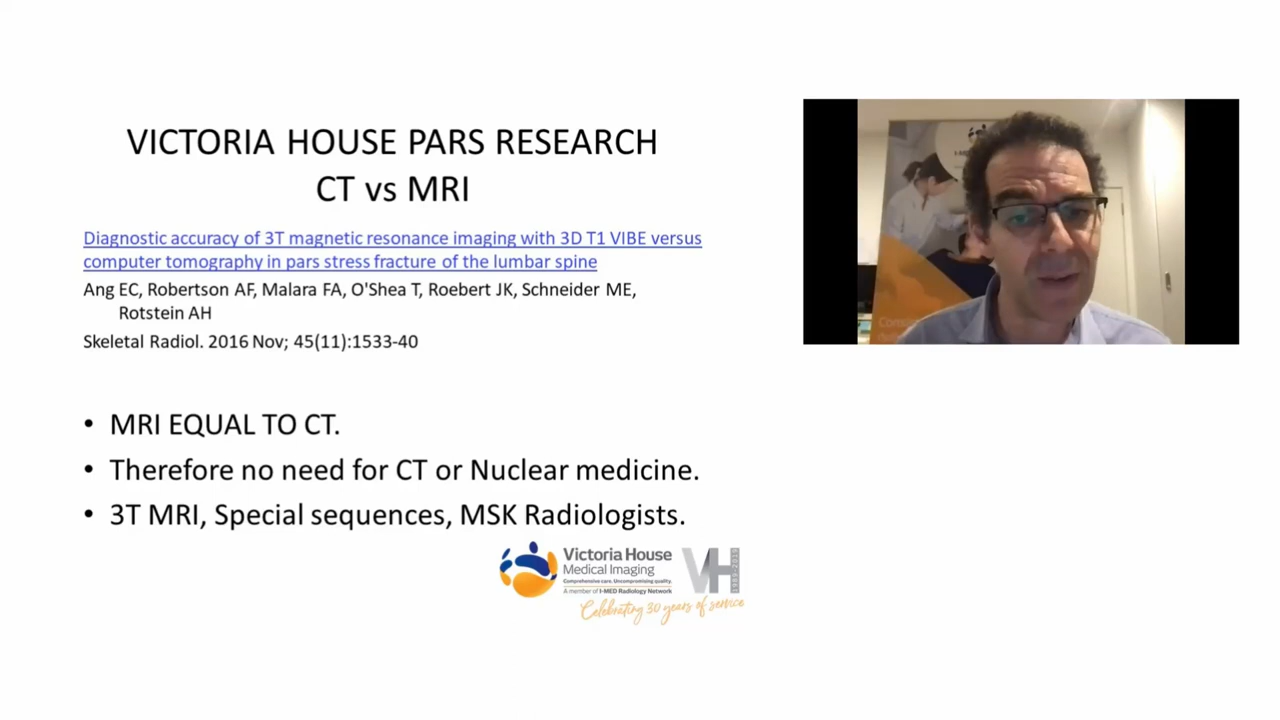 VICTORIA HOUSE PARS RESEARCH
CT vs MRI
Diagnostic accuracy of 3T magnetic resonance imaging with 3D T1 VIBE versus
computer tomography in pars stress fracture of the lumbar spine
Ang EC, Robertson AF, Malara FA, O'Shea T, Roebert JK, Schneider ME,
Rotstein AH
Skeletal Radiol. 2016 Nov; 45(11):1533-40
• MRI EQUAL TO CT.
• Therefore no need for CT or Nuclear medicine.
• 3T MRI, Special sequences, MSK Radiologists.
Victoria House
Medical Imaging
Comprehensive care. Uncompromising quality.
A member of I-MED Radiology Network
VH
1989-2019
Celebrating 30 years of service